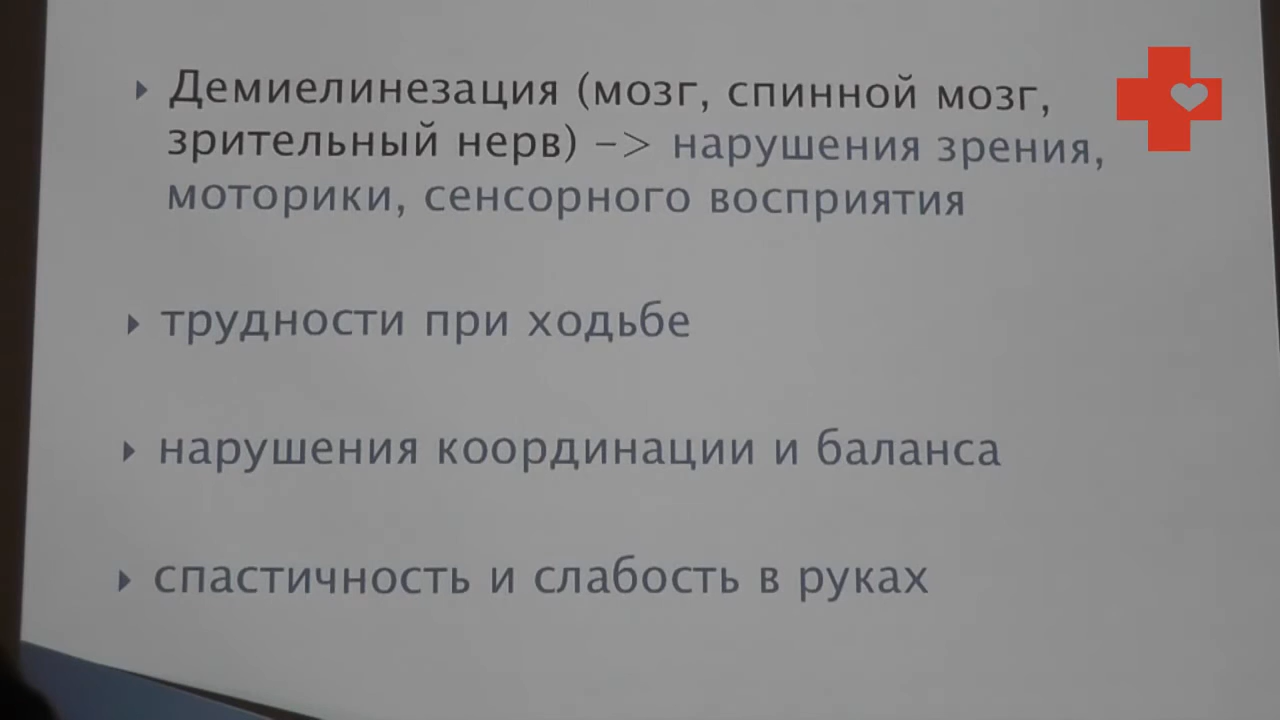 Демиелинезация (мозг, спинной мозг,
зрительный нерв) -> нарушения зрения,
моторики, сенсорного восприятия
трудности при ходьбе
нарушения координации и баланса
спастичность и слабость в руках